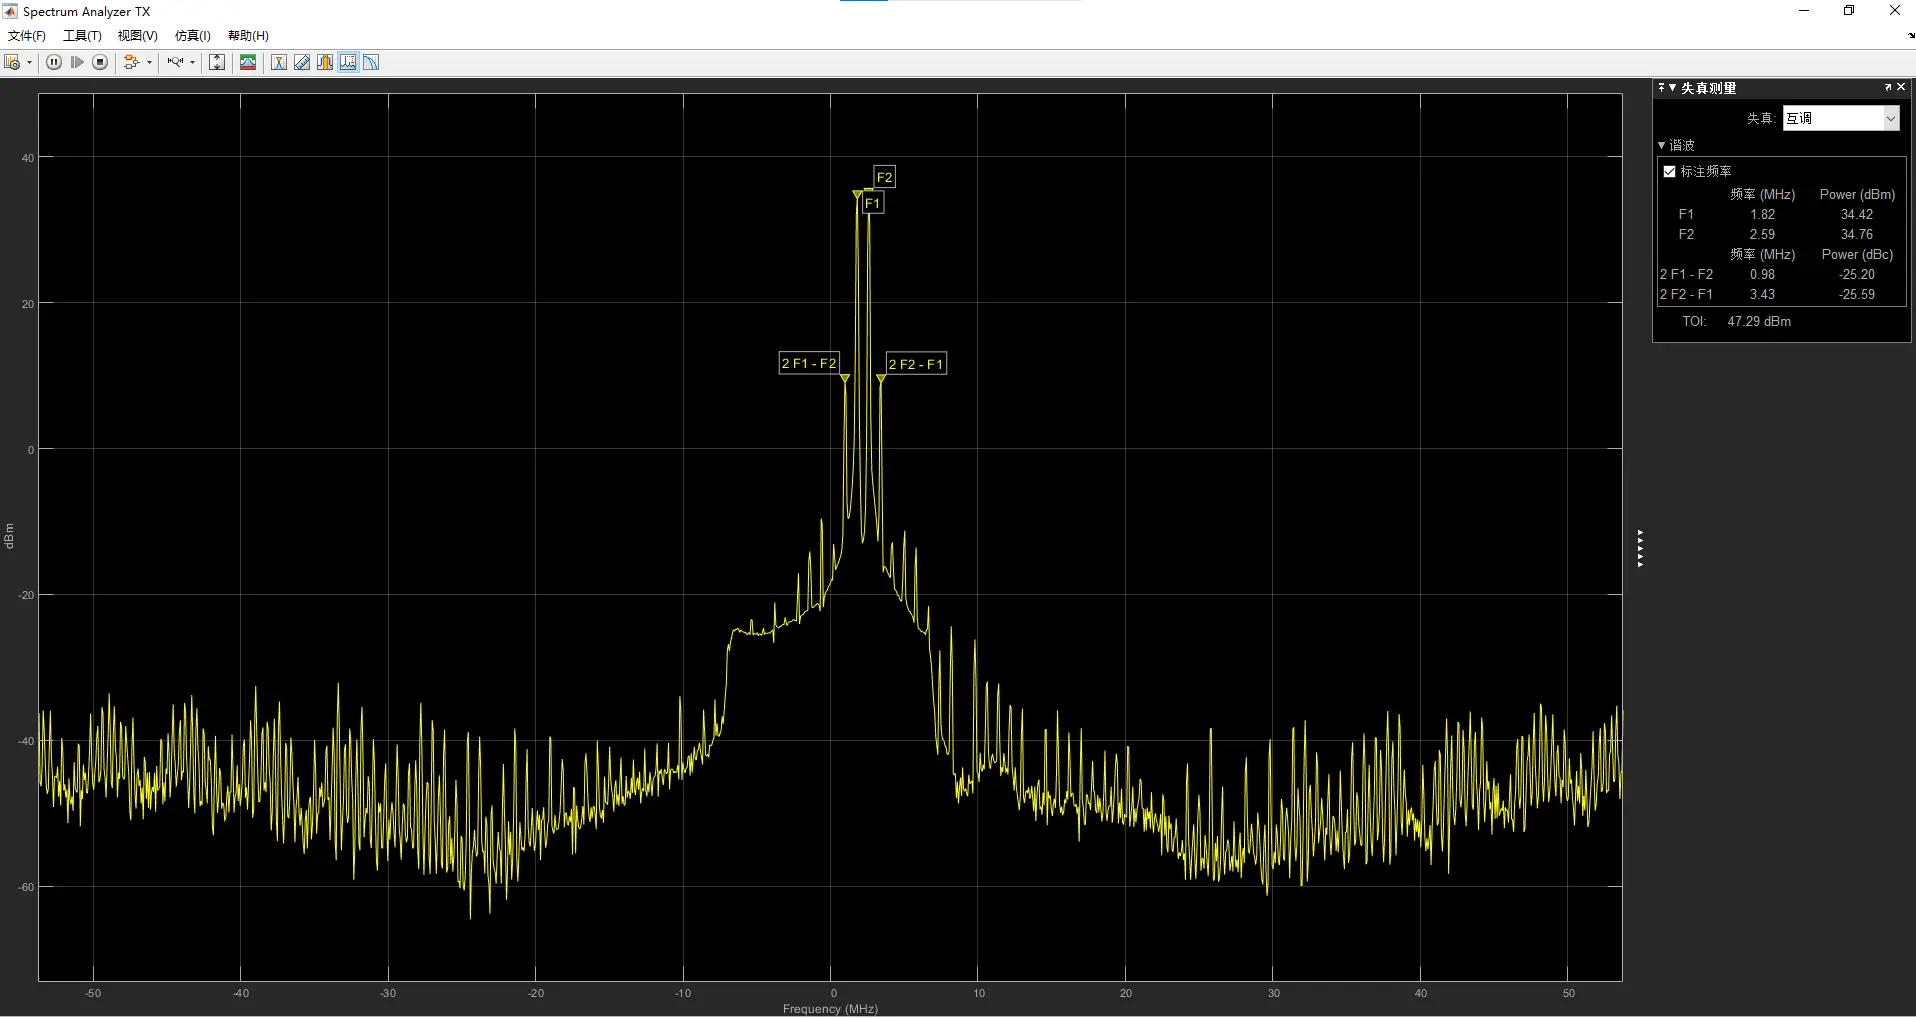 Spectrum Analyzer TX
文件(F) 工具(T) 视图(V) 仿真(I) 帮助(H)
失真测量
失真: 互调
谐波
标注频率
频率 (MHz) Power (dBm)
F1 1.82 34.42
F2 2.59 34.76
频率 (MHz) Power (dBc)
2 F1 - F2 0.98 -25.20
2 F2 - F1 3.43 -25.59
TOI: 47.29 dBm
F2
F1
2 F1 - F2
2 F2 - F1
40
20
0
-20
-40
-60
dBm
-50 -40 -30 -20 -10 0 10 20 30 40 50
Frequency (MHz)